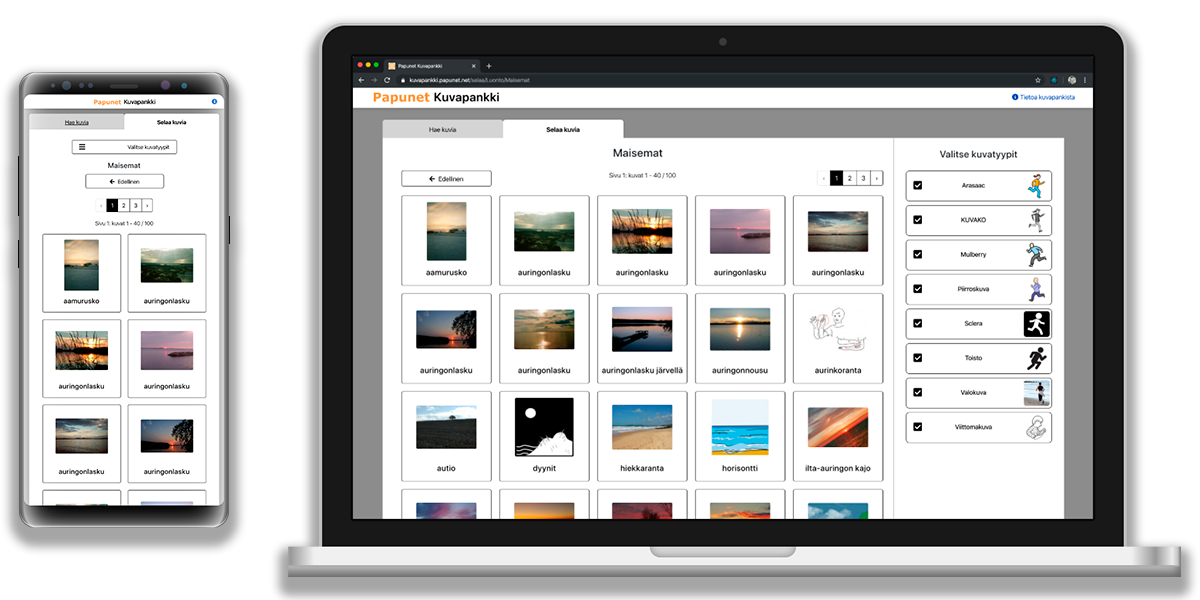 Papunet Kuvapankki
Hae kuvia
Selaa kuvia
Valitse kuvatyypit
Maisemat
← Edellinen
‹ 1 2 3 ›
Sivu 1: kuvat 1 - 40 / 100
aamurusko
auringonlasku
auringonlasku
auringonlasku
auringonlasku
auringonlasku
Papunet Kuvapankki
kuvapankki.papunet.net/selaa/Luonto/Maisemat
Papunet Kuvapankki
Tietoa kuvapankista
Hae kuvia
Selaa kuvia
Maisemat
← Edellinen
Sivu 1: kuvat 1 - 40 / 100
‹ 1 2 3 ›
aamurusko
auringonlasku
auringonlasku
auringonlasku
auringonlasku
auringonlasku
auringonlasku
auringonlasku järvellä
auringonnousu
aurinkoranta
autio
dyynit
hiekkaranta
horisontti
ilta-auringon kajo
Valitse kuvatyypit
Arasaac
KUVAKO
Mulberry
Piirroskuva
Sclera
Toisto
Valokuva
Viittomakuva